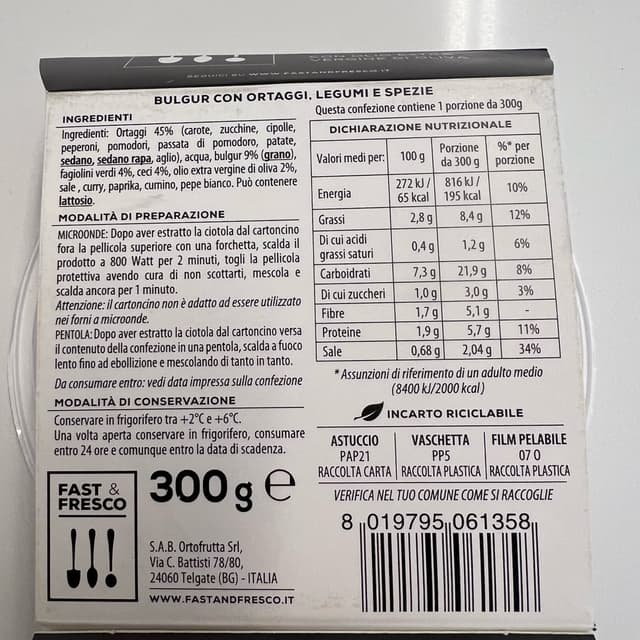 VERGINE DI OLIVA
SEGUICI SU WWW.FASTANDFRESCO.IT
BULGUR CON ORTAGGI, LEGUMI E SPEZIE
INGREDIENTI
Ingredienti: Ortaggi 45% (carote, zucchine, cipolle,
peperoni, pomodori, passata di pomodoro, patate,
sedano, sedano rapa, aglio), acqua, bulgur 9% (grano),
fagiolini verdi 4%, ceci 4%, olio extra vergine di oliva 2%,
sale, curry, paprika, cumino, pepe bianco. Può contenere
lattosio.
MODALITÀ DI PREPARAZIONE
MICROONDE: Dopo aver estratto la ciotola dal cartoncino
fora la pellicola superiore con una forchetta, scalda il
prodotto a 800 Watt per 2 minuti, togli la pellicola
protettiva avendo cura di non scottarti, mescola e
scalda ancora per 1 minuto.
Attenzione: il cartoncino non è adatto ad essere utilizzato
nei forni a microonde.
PENTOLA: Dopo aver estratto la ciotola dal cartoncino versa
il contenuto della confezione in una pentola, scalda a fuoco
lento fino ad ebollizione e mescolando di tanto in tanto.
Da consumare entro: vedi data impressa sulla confezione
MODALITÀ DI CONSERVAZIONE
Conservare in frigorifero tra +2°C e +6°C.
Una volta aperta conservare in frigorifero, consumare
entro 24 ore e comunque entro la data di scadenza.
FAST &
FRESCO
300 g e
S.A.B. Ortofrutta Srl,
Via C. Battisti 78/80,
24060 Telgate (BG) - ITALIA
WWW.FASTANDFRESCO.IT
Questa confezione contiene 1 porzione da 300g
DICHIARAZIONE NUTRIZIONALE
Valori medi per: 100 g Porzione da 300 g %* per porzione
Energia 272 kJ / 65 kcal 816 kJ / 195 kcal 10%
Grassi 2,8 g 8,4 g 12%
Di cui acidi grassi saturi 0,4 g 1,2 g 6%
Carboidrati 7,3 g 21,9 g 8%
Di cui zuccheri 1,0 g 3,0 g 3%
Fibre 1,7 g 5,1 g -
Proteine 1,9 g 5,7 g 11%
Sale 0,68 g 2,04 g 34%
* Assunzioni di riferimento di un adulto medio
(8400 kJ/2000 kcal)
INCARTO RICICLABILE
ASTUCCIO VASCHETTA FILM PELABILE
PAP21 PP5 07 O
RACCOLTA CARTA RACCOLTA PLASTICA RACCOLTA PLASTICA
VERIFICA NEL TUO COMUNE COME SI RACCOGLIE
8 019795 061358